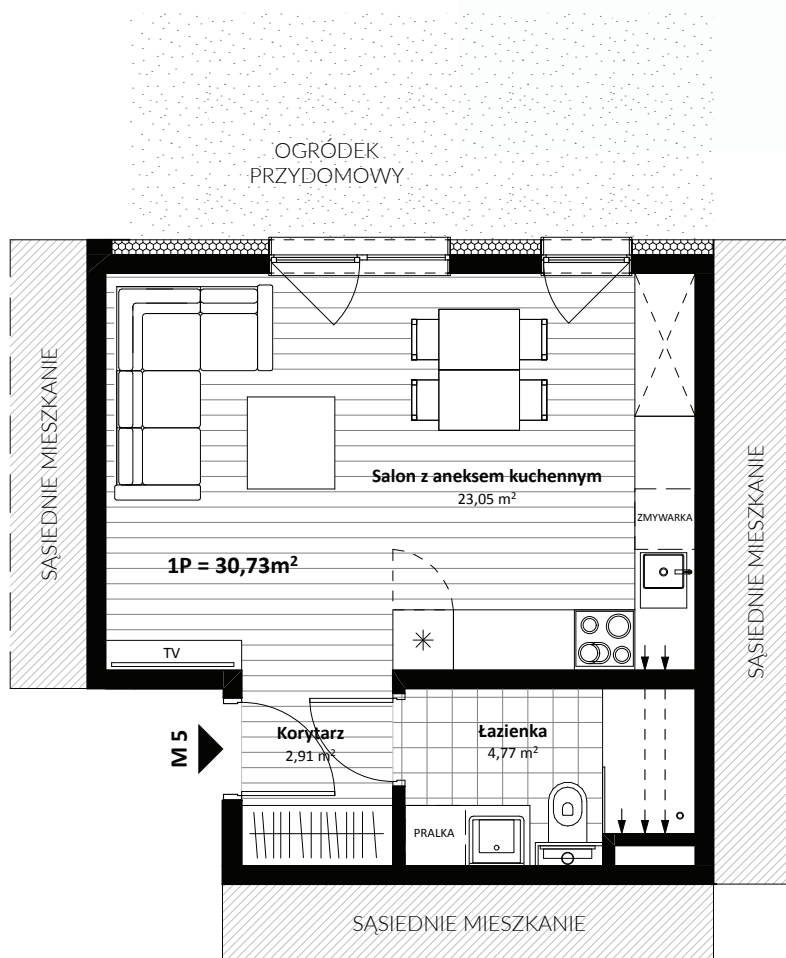 OGRÓDEK
PRZYDOMOWY
SĄSIEDNIE MIESZKANIE
Salon z aneksem kuchennym
23,05 m²
SĄSIEDNIE MIESZKANIE
ZMYWARKA
1P = 30,73m²
TV
M 5
Korytarz
2,91 m²
Łazienka
4,77 m²
PRALKA
SĄSIEDNIE MIESZKANIE